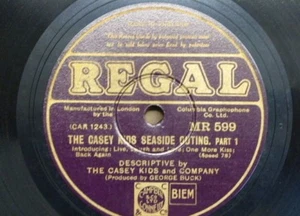 REGAL
Manufactured in London by the
Columbia Graphophone Co. Ltd.
(CAR 1243)
MR 599
THE CASEY KIDS SEASIDE OUTING. PART 1
Introducing: Live, Laugh and Love; One More Kiss;
Back Again
(Speed 78)
DESCRIPTIVE by
THE CASEY KIDS and COMPANY
(Produced by GEORGE BUCK)
BIEM